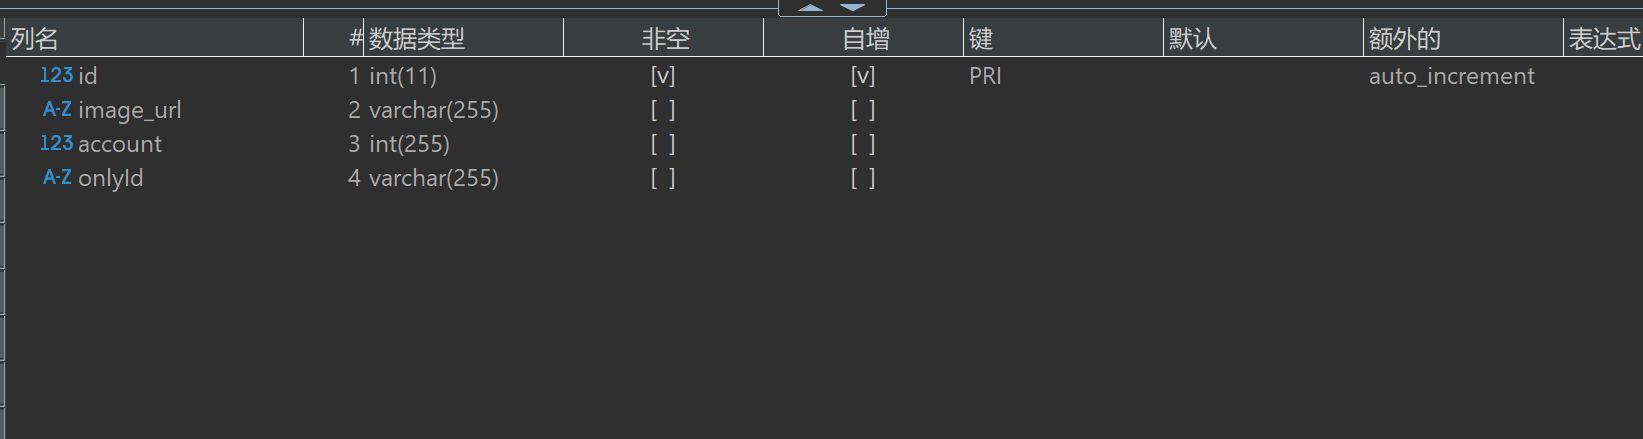 列名 # 数据类型 非空 自增 键 默认 额外的 表达式
123 id 1 int(11) [v] [v] PRI auto_increment
A-Z image_url 2 varchar(255) [ ] [ ]
123 account 3 int(255) [ ] [ ]
A-Z onlyId 4 varchar(255) [ ] [ ]